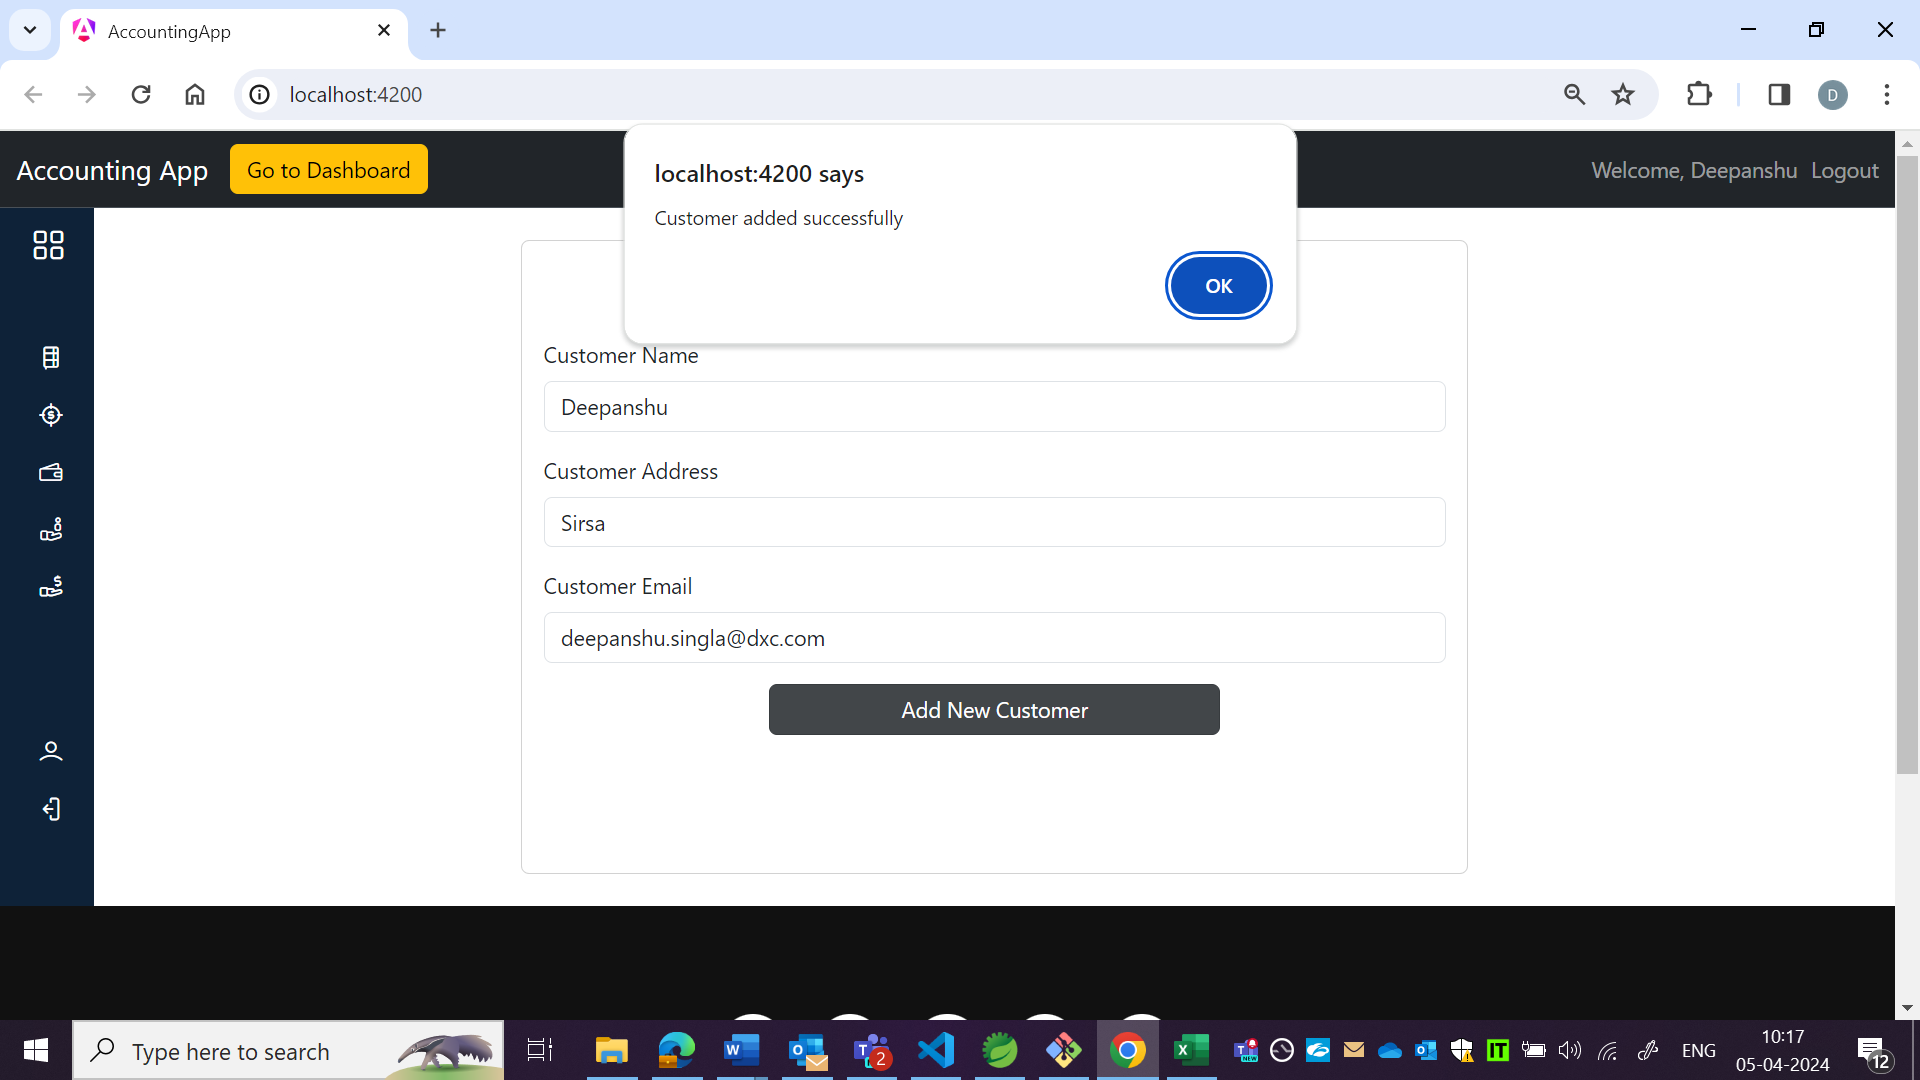 AccountingApp
localhost:4200
Accounting App
Go to Dashboard
Welcome, Deepanshu
Logout
localhost:4200 says
Customer added successfully
OK
Customer Name
Deepanshu
Customer Address
Sirsa
Customer Email
deepanshu.singla@dxc.com
Add New Customer
Type here to search
2
ENG
10:17
05-04-2024
12